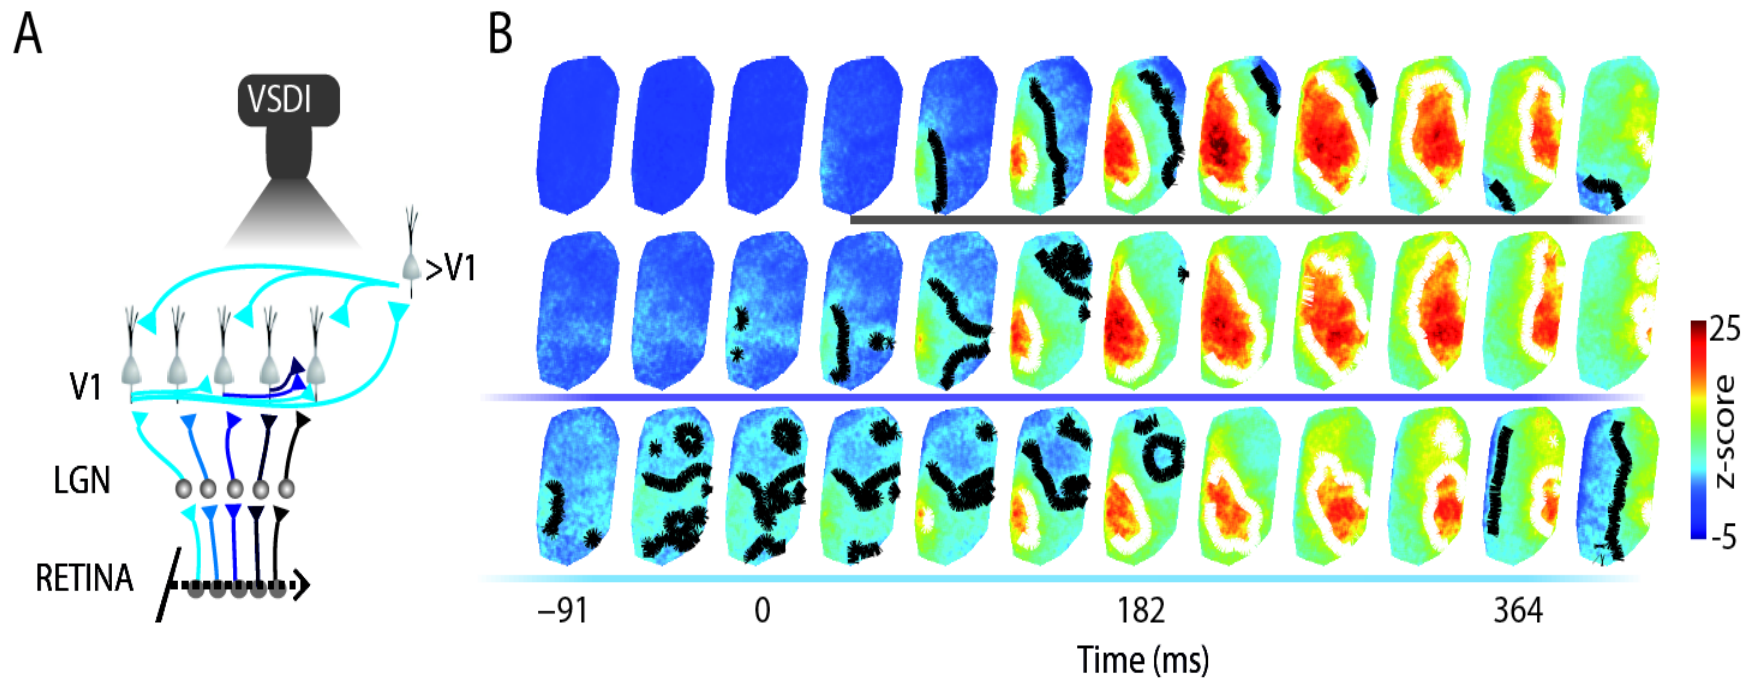 A
B
VSDI
>V1
V1
LGN
RETINA
25
z-score
-5
−91
0
182
364
Time (ms)